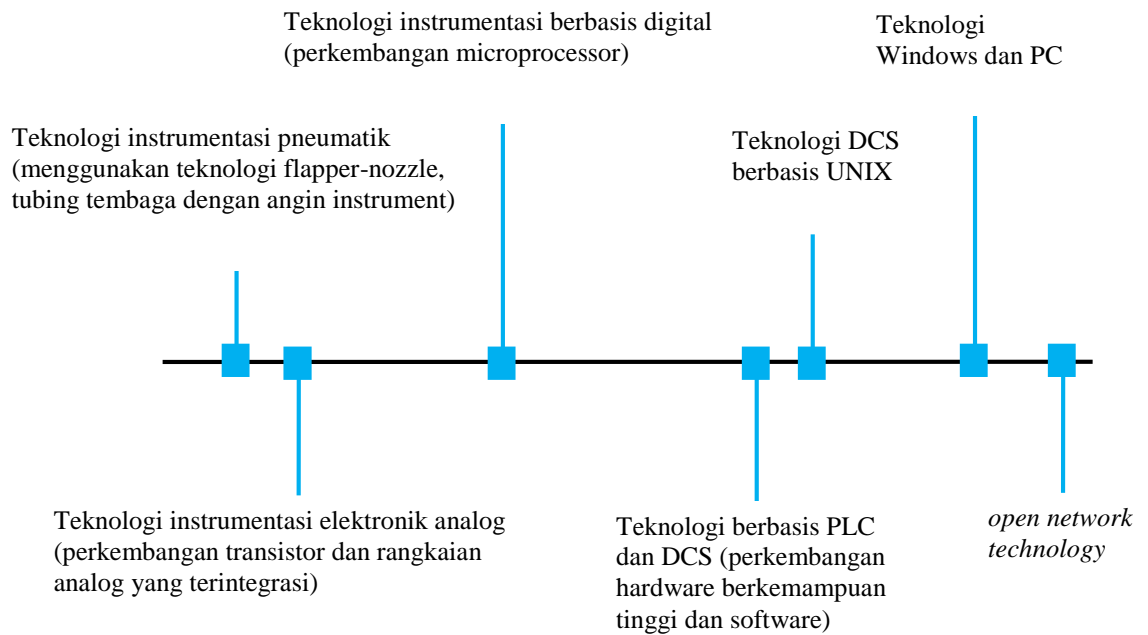 Teknologi instrumentasi berbasis digital
(perkembangan microprocessor)
Teknologi
Windows dan PC
Teknologi instrumentasi pneumatik
(menggunakan teknologi flapper-nozzle,
tubing tembaga dengan angin instrument)
Teknologi DCS
berbasis UNIX
Teknologi instrumentasi elektronik analog
(perkembangan transistor dan rangkaian
analog yang terintegrasi)
Teknologi berbasis PLC
dan DCS (perkembangan
hardware berkemampuan
tinggi dan software)
open network
technology